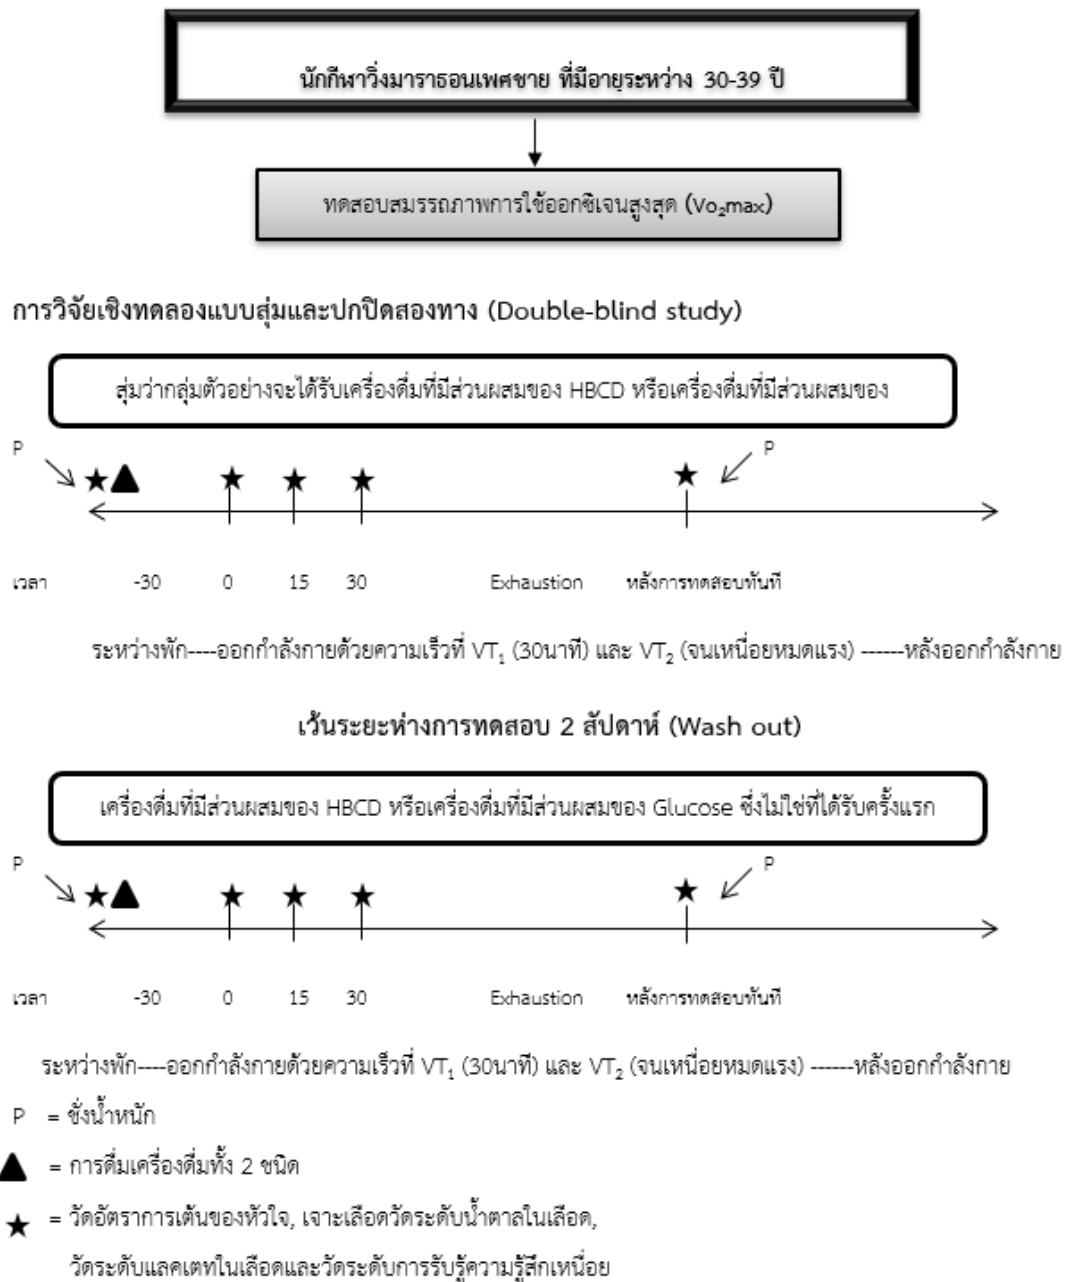 นักกีฬาวิ่งมาราธอนเพศชาย ที่มีอายุระหว่าง 30-39 ปี
ทดสอบสมรรถภาพการใช้ออกซิเจนสูงสุด (Vo₂max)
การวิจัยเชิงทดลองแบบสุ่มและปกปิดสองทาง (Double-blind study)
สุ่มว่ากลุ่มตัวอย่างจะได้รับเครื่องดื่มที่มีส่วนผสมของ HBCD หรือเครื่องดื่มที่มีส่วนผสมของ
P P
เวลา -30 0 15 30 Exhaustion หลังการทดสอบทันที
ระหว่างพัก----ออกกำลังกายด้วยความเร็วที่ VT₁ (30นาที) และ VT₂ (จนเหนื่อยหมดแรง) ------หลังออกกำลังกาย
เว้นระยะห่างการทดสอบ 2 สัปดาห์ (Wash out)
เครื่องดื่มที่มีส่วนผสมของ HBCD หรือเครื่องดื่มที่มีส่วนผสมของ Glucose ซึ่งไม่ใช่ที่ได้รับครั้งแรก
P P
เวลา -30 0 15 30 Exhaustion หลังการทดสอบทันที
ระหว่างพัก----ออกกำลังกายด้วยความเร็วที่ VT₁ (30นาที) และ VT₂ (จนเหนื่อยหมดแรง) ------หลังออกกำลังกาย
P = ชั่งน้ำหนัก
▲ = การดื่มเครื่องดื่มทั้ง 2 ชนิด
★ = วัดอัตราการเต้นของหัวใจ, เจาะเลือดวัดระดับน้ำตาลในเลือด,
วัดระดับแลคเตทในเลือดและวัดระดับการรับรู้ความรู้สึกเหนื่อย